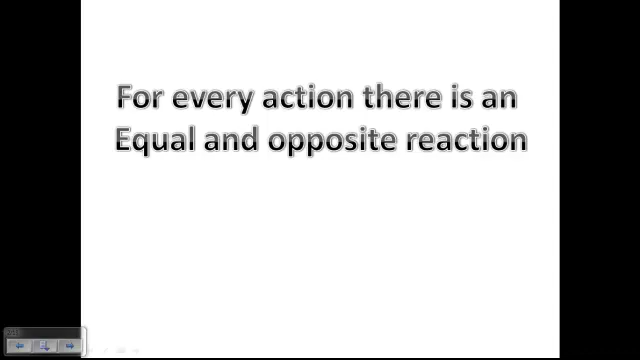 For every action there is an
Equal and opposite reaction